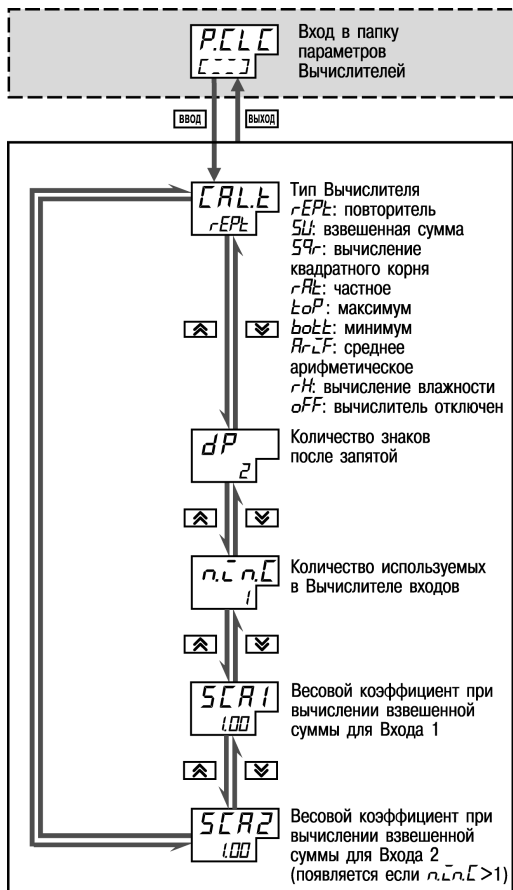 P.CLC
[---]
Вход в папку
параметров
Вычислителей
ВВОД
ВЫХОД
CAL.t
rEPt
Тип Вычислителя
rEPt: повторитель
SU: взвешенная сумма
S9r: вычисление
квадратного корня
rAt: частное
toP: максимум
bott: минимум
AriF: среднее
арифметическое
rH: вычисление влажности
oFF: вычислитель отключен
dP
2
Количество знаков
после запятой
n.in.C
1
Количество используемых
в Вычислителе входов
SCA1
1.00
Весовой коэффициент при
вычислении взвешенной
суммы для Входа 1
SCA2
1.00
Весовой коэффициент при
вычислении взвешенной
суммы для Входа 2
(появляется если n.in.C >1)